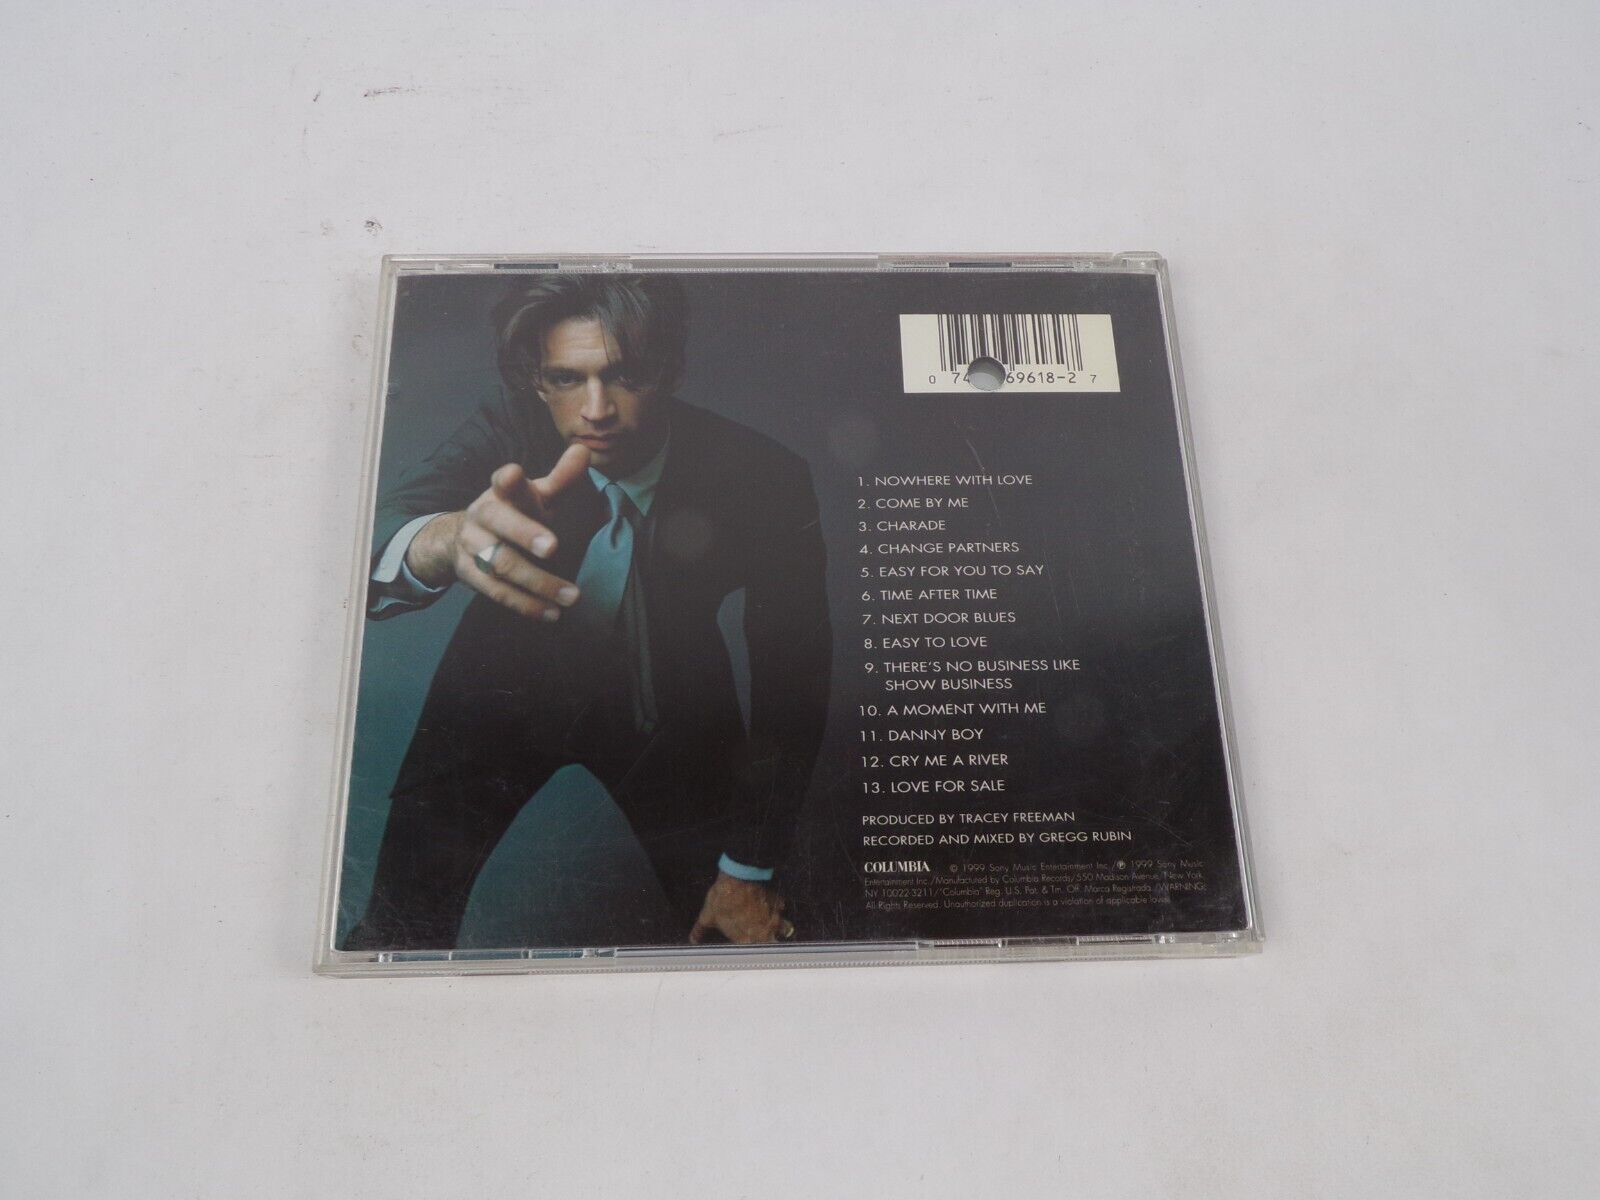 0 74 69618-2 7
1. NOWHERE WITH LOVE
2. COME BY ME
3. CHARADE
4. CHANGE PARTNERS
5. EASY FOR YOU TO SAY
6. TIME AFTER TIME
7. NEXT DOOR BLUES
8. EASY TO LOVE
9. THERE'S NO BUSINESS LIKE
SHOW BUSINESS
10. A MOMENT WITH ME
11. DANNY BOY
12. CRY ME A RIVER
13. LOVE FOR SALE
PRODUCED BY TRACEY FREEMAN
RECORDED AND MIXED BY GREGG RUBIN
COLUMBIA © 1999 Sony Music Entertainment Inc./℗ 1999 Sony Music
Entertainment Inc./Manufactured by Columbia Records/550 Madison Avenue, New York,
NY 10022-3211/"Columbia" Reg. U.S. Pat. & Tm. Off. Marca Registrada./WARNING:
All Rights Reserved. Unauthorized duplication is a violation of applicable laws.